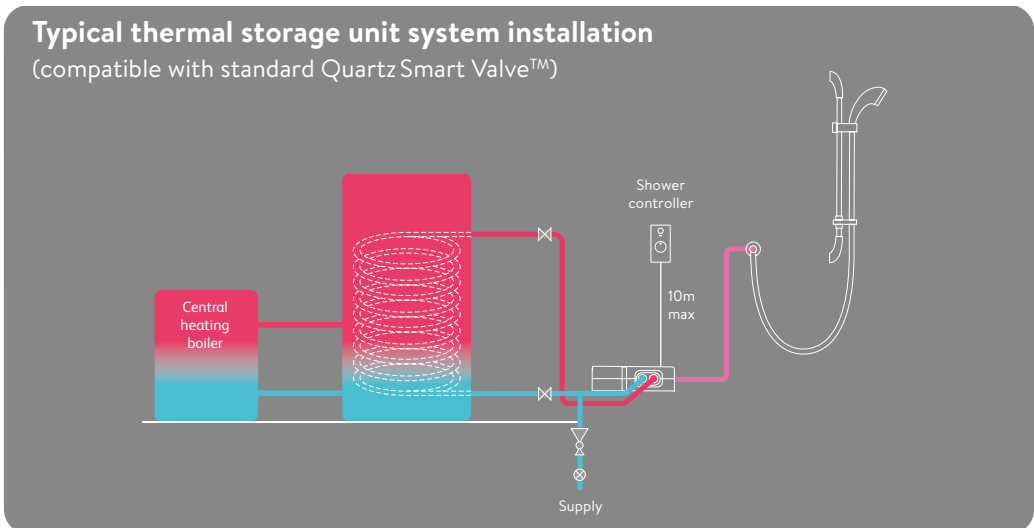 Typical thermal storage unit system installation
(compatible with standard Quartz Smart Valve™)
Shower
controller
Central
heating
boiler
10m
max
Supply